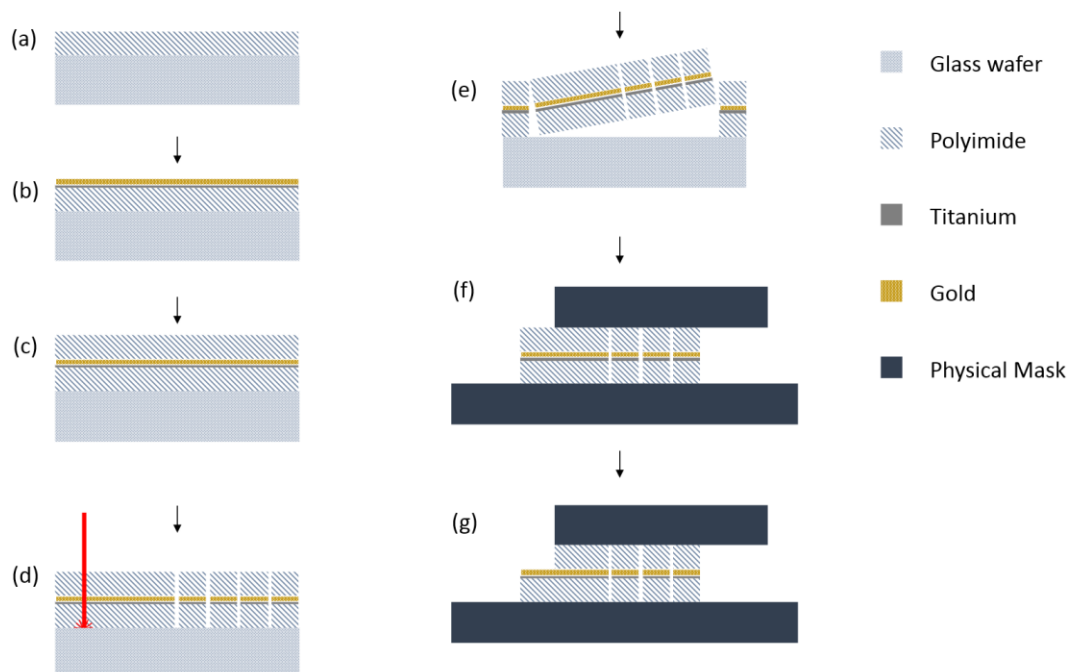 (a)
(b)
(c)
(d)
(e)
(f)
(g)
Glass wafer
Polyimide
Titanium
Gold
Physical Mask